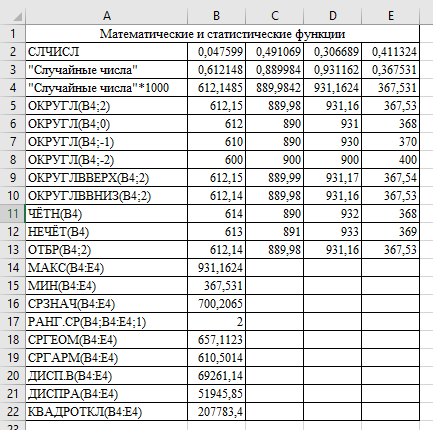 A B C D E
1 Математические и статистические функции
2 СЛЧИСЛ 0,047599 0,491069 0,306689 0,411324
3 "Случайные числа" 0,612148 0,889984 0,931162 0,367531
4 "Случайные числа"*1000 612,1485 889,9842 931,1624 367,531
5 ОКРУГЛ(B4;2) 612,15 889,98 931,16 367,53
6 ОКРУГЛ(B4;0) 612 890 931 368
7 ОКРУГЛ(B4;-1) 610 890 930 370
8 ОКРУГЛ(B4;-2) 600 900 900 400
9 ОКРУГЛВВЕРХ(B4;2) 612,15 889,99 931,17 367,54
10 ОКРУГЛВВНИЗ(B4;2) 612,14 889,98 931,16 367,53
11 ЧЁТН(B4) 614 890 932 368
12 НЕЧЁТ(B4) 613 891 933 369
13 ОТБР(B4;2) 612,14 889,98 931,16 367,53
14 МАКС(B4:E4) 931,1624
15 МИН(B4:E4) 367,531
16 СРЗНАЧ(B4:E4) 700,2065
17 РАНГ.СР(B4;B4:E4;1) 2
18 СРГЕОМ(B4:E4) 657,1123
19 СРГАРМ(B4:E4) 610,5014
20 ДИСП.В(B4:E4) 69261,14
21 ДИСПРА(B4:E4) 51945,85
22 КВАДРОТКЛ(B4:E4) 207783,4